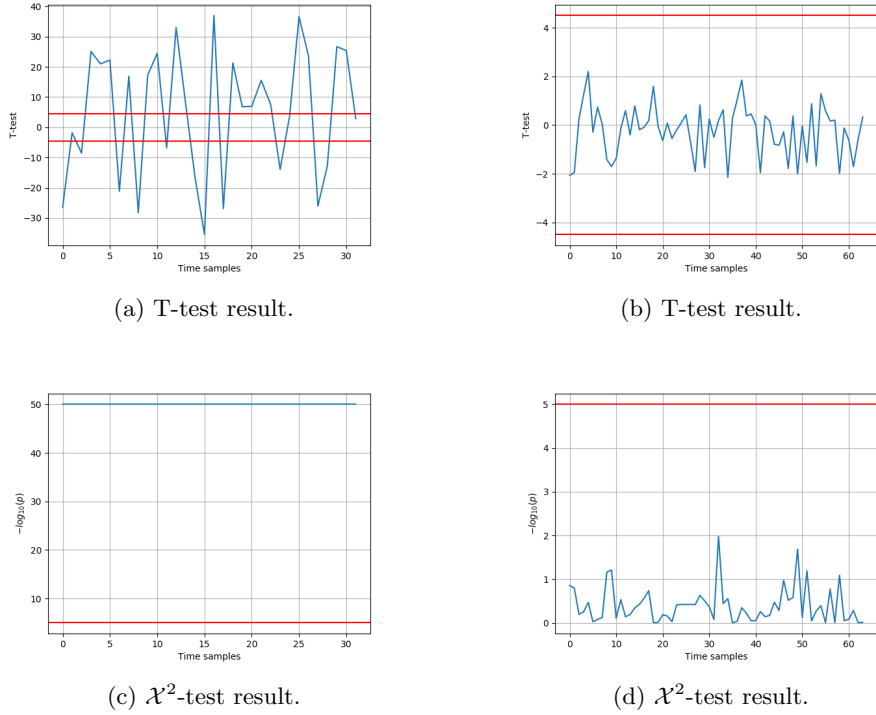 40
30
20
10
0
−10
−20
−30
T-test
0 5 10 15 20 25 30
Time samples
(a) T-test result.
4
2
0
−2
−4
T-test
0 10 20 30 40 50 60
Time samples
(b) T-test result.
50
40
30
20
10
−log₁₀(p)
0 5 10 15 20 25 30
Time samples
(c) 𝒳²-test result.
5
4
3
2
1
0
−log₁₀(p)
0 10 20 30 40 50 60
Time samples
(d) 𝒳²-test result.